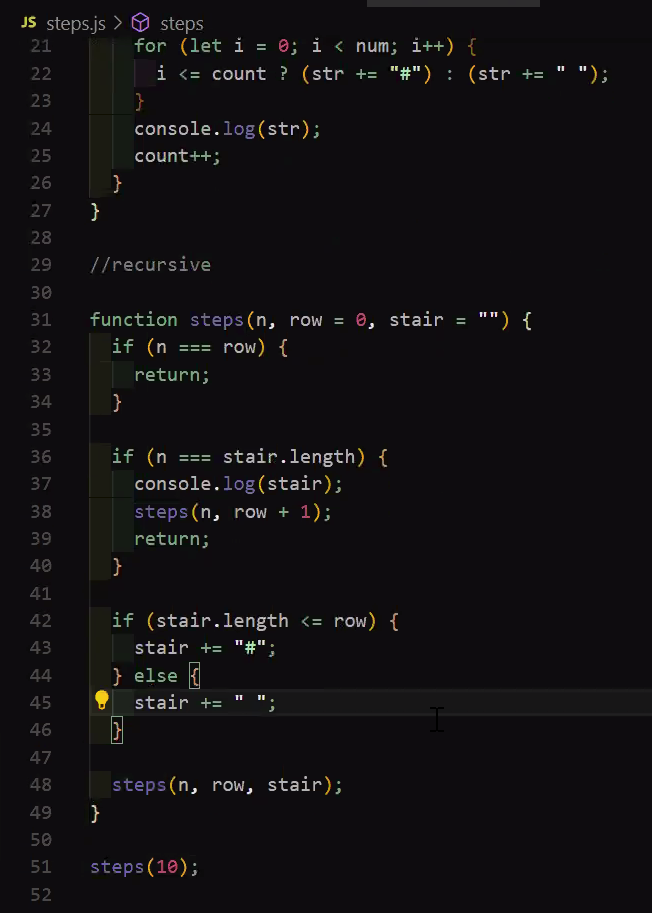 JS steps.js > steps
21 for (let i = 0; i < num; i++) {
22 i <= count ? (str += "#") : (str += " ");
23 }
24 console.log(str);
25 count++;
26 }
27 }
28
29 //recursive
30
31 function steps(n, row = 0, stair = "") {
32 if (n === row) {
33 return;
34 }
35
36 if (n === stair.length) {
37 console.log(stair);
38 steps(n, row + 1);
39 return;
40 }
41
42 if (stair.length <= row) {
43 stair += "#";
44 } else {
45 stair += " ";
46 }
47
48 steps(n, row, stair);
49 }
50
51 steps(10);
52